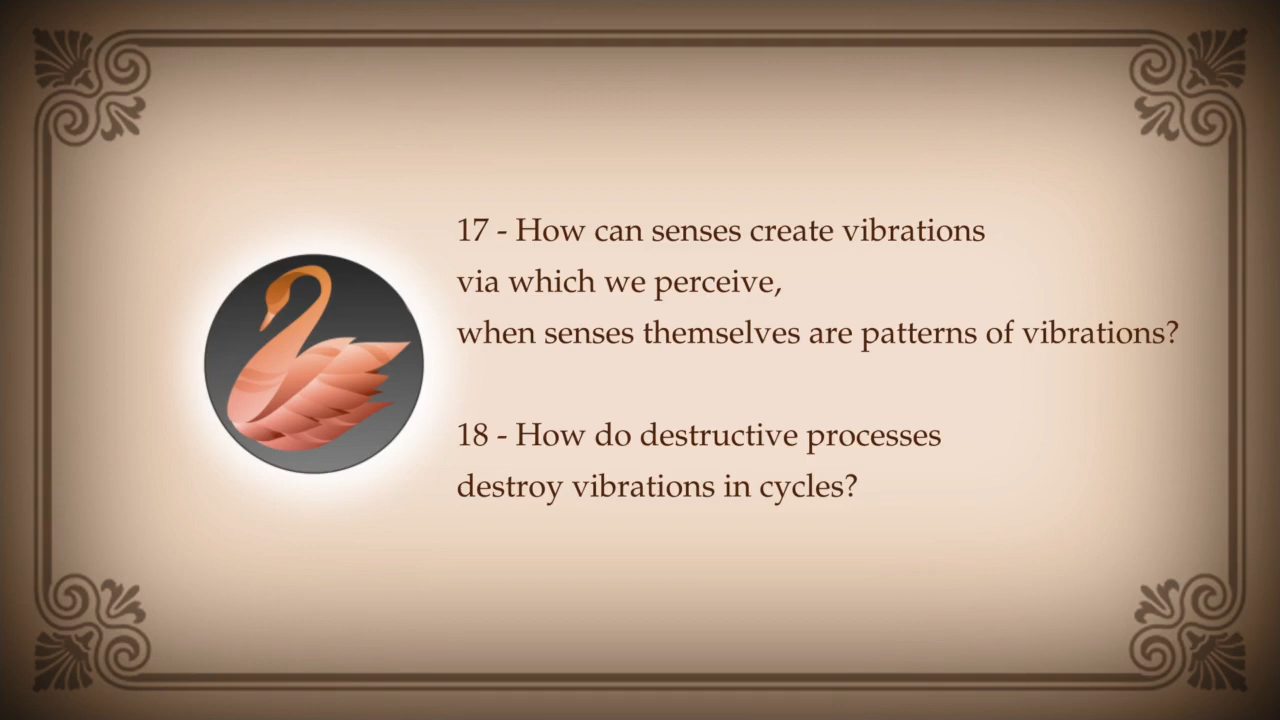 17 - How can senses create vibrations
via which we perceive,
when senses themselves are patterns of vibrations?
18 - How do destructive processes
destroy vibrations in cycles?